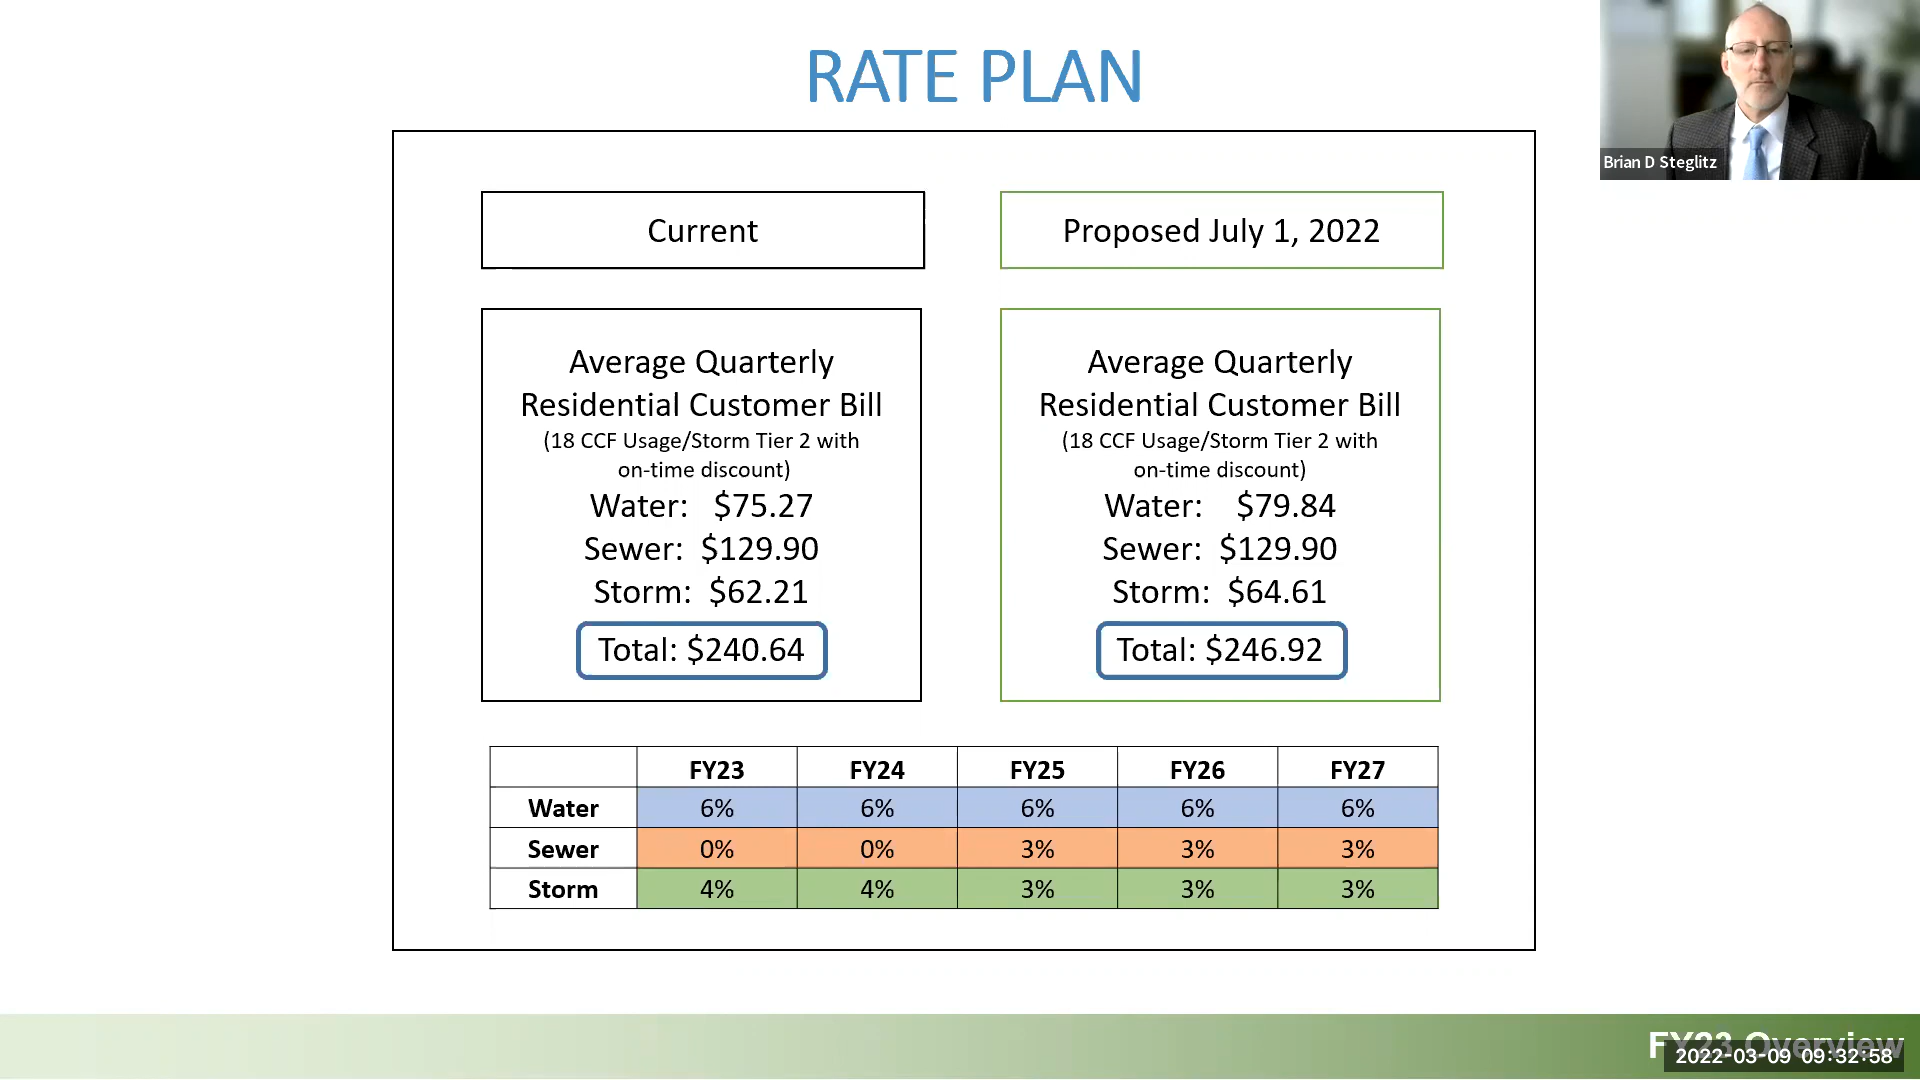 RATE PLAN
Brian D Steglitz
Current
Proposed July 1, 2022
Average Quarterly
Residential Customer Bill
(18 CCF Usage/Storm Tier 2 with
on-time discount)
Water: $75.27
Sewer: $129.90
Storm: $62.21
Total: $240.64
Average Quarterly
Residential Customer Bill
(18 CCF Usage/Storm Tier 2 with
on-time discount)
Water: $79.84
Sewer: $129.90
Storm: $64.61
Total: $246.92
FY23 FY24 FY25 FY26 FY27
Water 6% 6% 6% 6% 6%
Sewer 0% 0% 3% 3% 3%
Storm 4% 4% 3% 3% 3%
FY23 Overview
2022-03-09 09:32:58